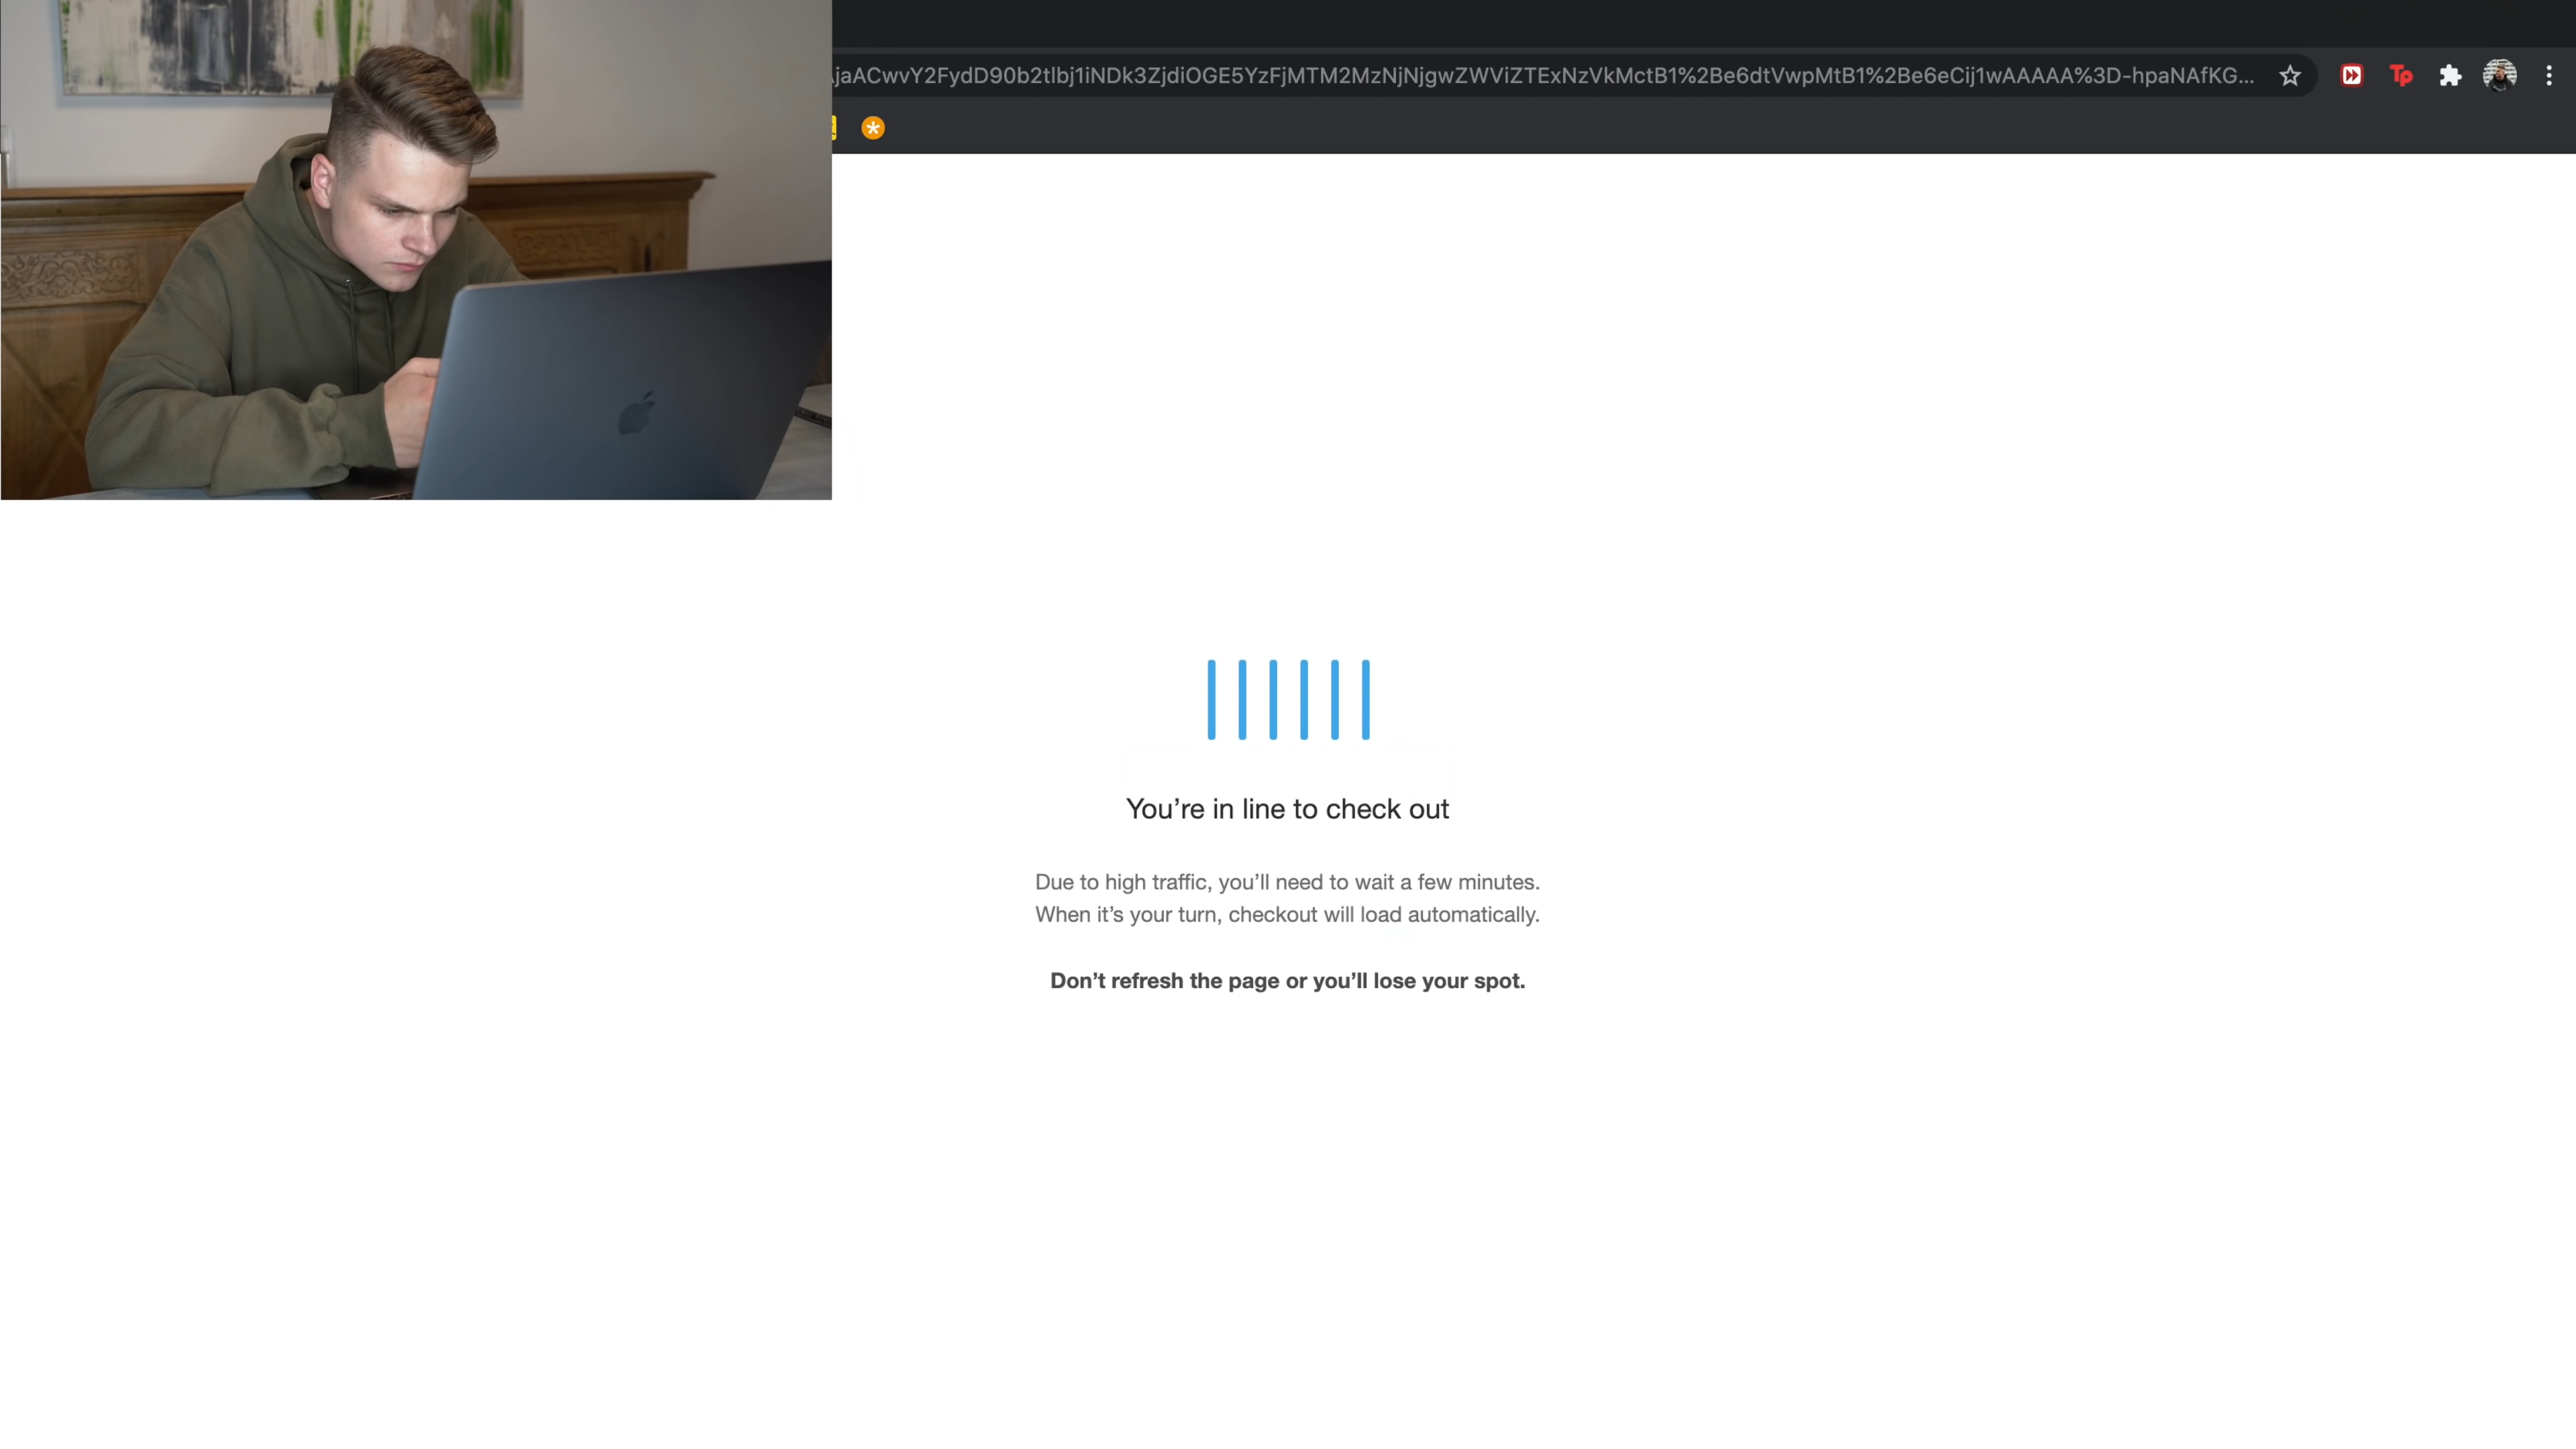 jaACwvY2FydD90b2tlbj1iNDk3ZjdiOGE5YzFjMTM2MzNjNjgwZWViZTExNzVkMctB1%2Be6dtVwpMtB1%2Be6eCij1wAAAAA%3D-hpaNAfKG...
Tp
You’re in line to check out
Due to high traffic, you’ll need to wait a few minutes.
When it’s your turn, checkout will load automatically.
Don’t refresh the page or you’ll lose your spot.